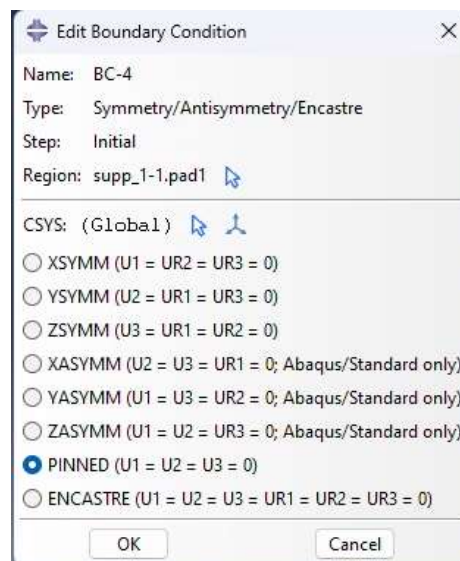 Edit Boundary Condition
Name: BC-4
Type: Symmetry/Antisymmetry/Encastre
Step: Initial
Region: supp_1-1.pad1
CSYS: (Global)
XSYMM (U1 = UR2 = UR3 = 0)
YSYMM (U2 = UR1 = UR3 = 0)
ZSYMM (U3 = UR1 = UR2 = 0)
XASYMM (U2 = U3 = UR1 = 0; Abaqus/Standard only)
YASYMM (U1 = U3 = UR2 = 0; Abaqus/Standard only)
ZASYMM (U1 = U2 = UR3 = 0; Abaqus/Standard only)
PINNED (U1 = U2 = U3 = 0)
ENCASTRE (U1 = U2 = U3 = UR1 = UR2 = UR3 = 0)
OK Cancel